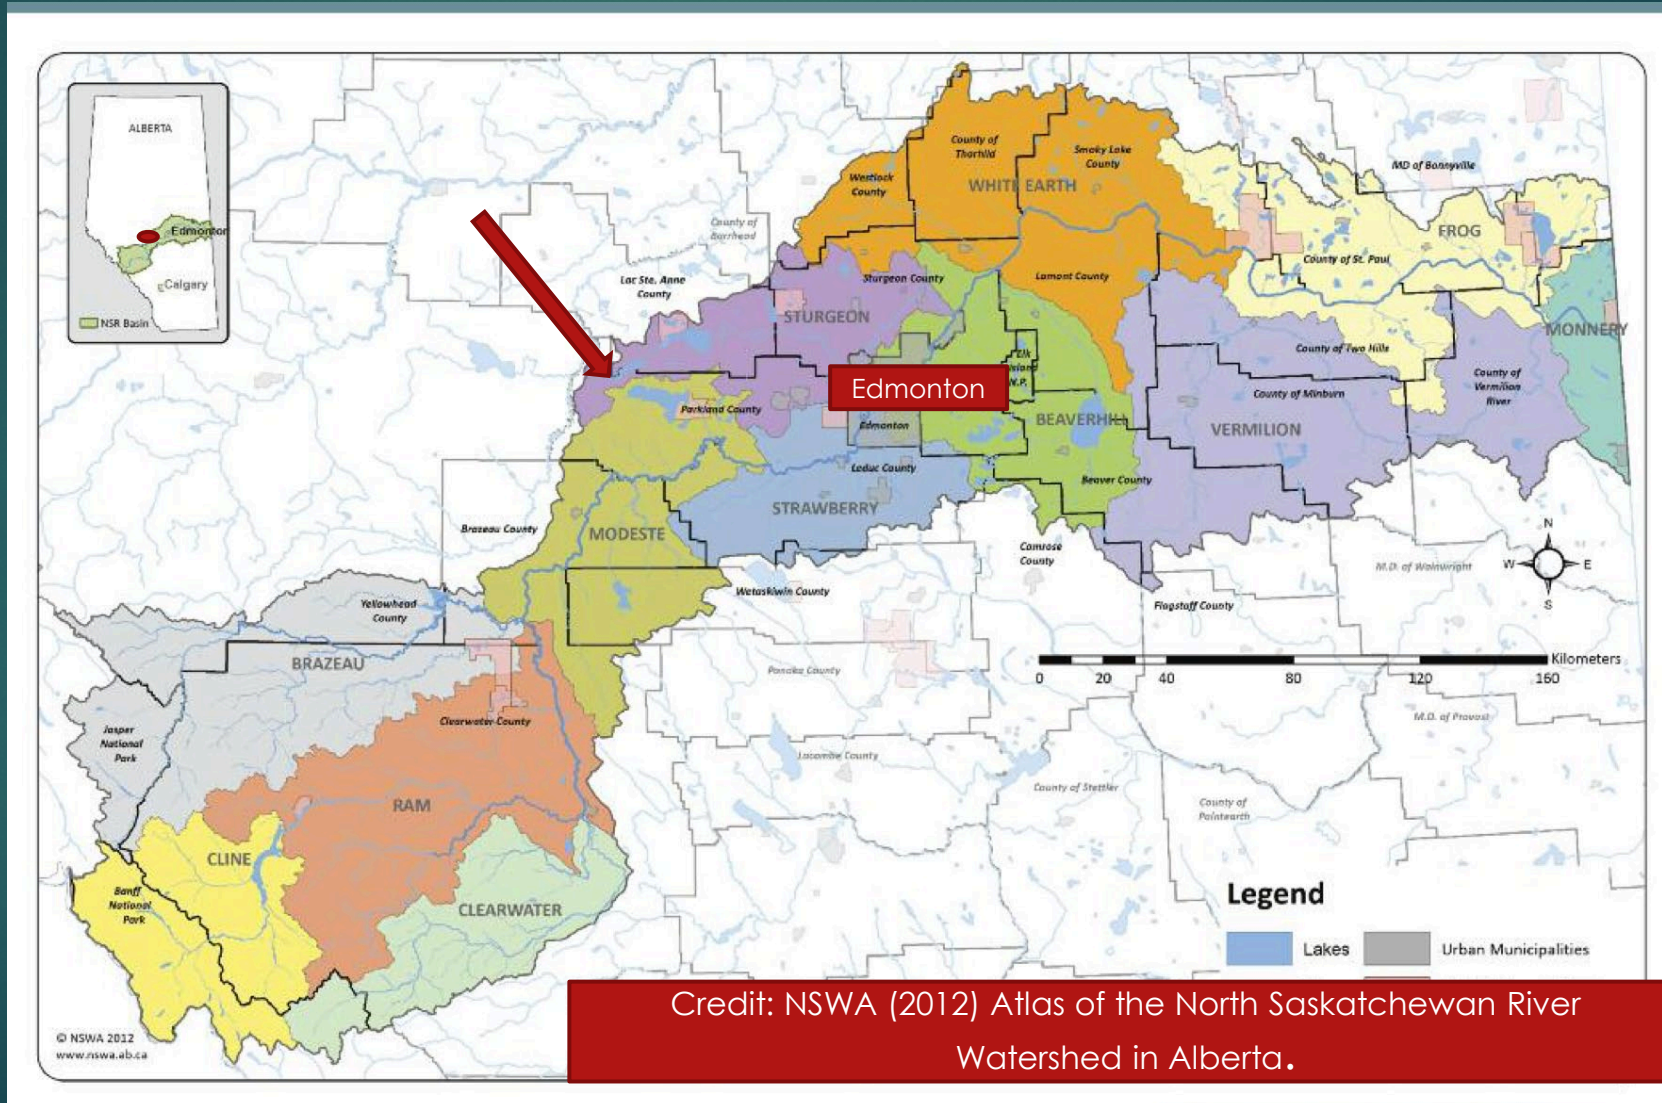 ALBERTA
Edmonton
Calgary
NSR Basin
County of
Thorhild
Smoky Lake
County
Westlock
County
WHITE EARTH
MD of Bonnyville
County of
Barrhead
FROG
County of St. Paul
Lac Ste. Anne
County
Sturgeon County
Lamont County
STURGEON
MONNERY
Elk
Island
N.P.
County of Two Hills
County of
Vermilion
River
Edmonton
Parkland County
County of Minburn
Edmonton
BEAVERHILL
VERMILION
Leduc County
Beaver County
STRAWBERRY
Brazeau County
MODESTE
Camrose
County
M.D. of Wainwright
N
W
E
S
Wetaskiwin County
Flagstaff County
Yellowhead
County
BRAZEAU
Ponoka County
Kilometers
0 20 40 80 120 160
Clearwater County
M.D. of Provost
Jasper
National
Park
Lacombe County
County of Stettler
County of
Paintearth
RAM
CLINE
Banff
National
Park
CLEARWATER
Legend
Lakes
Urban Municipalities
Credit: NSWA (2012) Atlas of the North Saskatchewan River
Watershed in Alberta.
© NSWA 2012
www.nswa.ab.ca